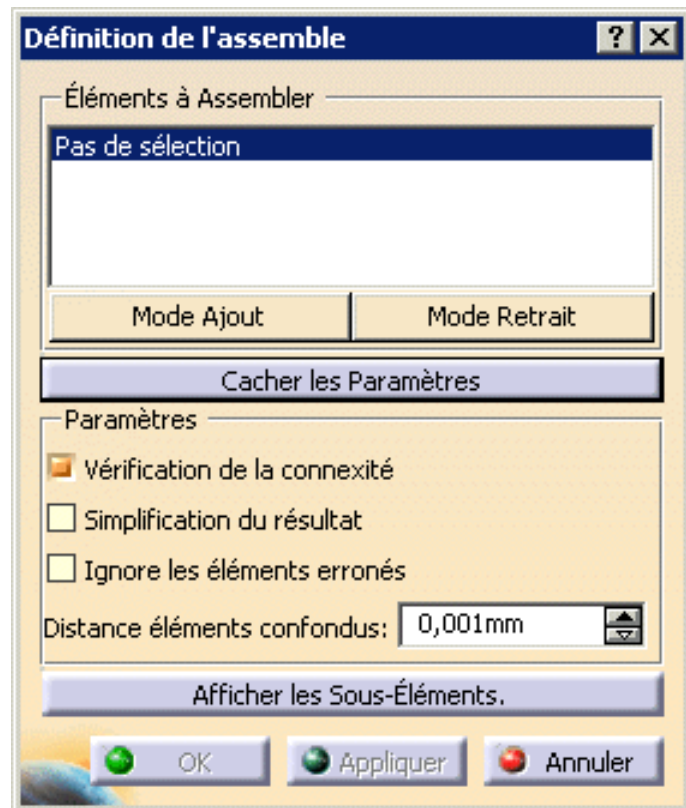 Définition de l'assemble
Éléments à Assembler
Pas de sélection
Mode Ajout Mode Retrait
Cacher les Paramètres
Paramètres
Vérification de la connexité
Simplification du résultat
Ignore les éléments erronés
Distance éléments confondus: 0,001mm
Afficher les Sous-Éléments.
OK Appliquer Annuler